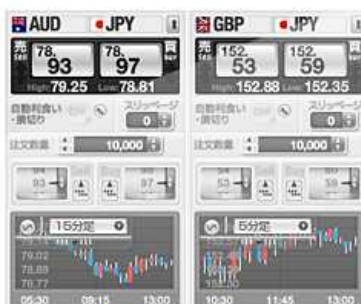 AUD JPY
売 SELL 78. 93 78. 97 買
High: 79.25 Low: 78.81
自動利食い
・損切り
スリッページ
0
注文数量 10,000
93 97
15分足
79.02
78.89
78.77
05:30 09:15 13:00
GBP JPY
売 SELL 152. 53 152. 59 買
High: 152.88 Low: 152.35
自動利食い
・損切り
スリッページ
0
注文数量 10,000
53 59
5分足
10:30 11:45 13:00